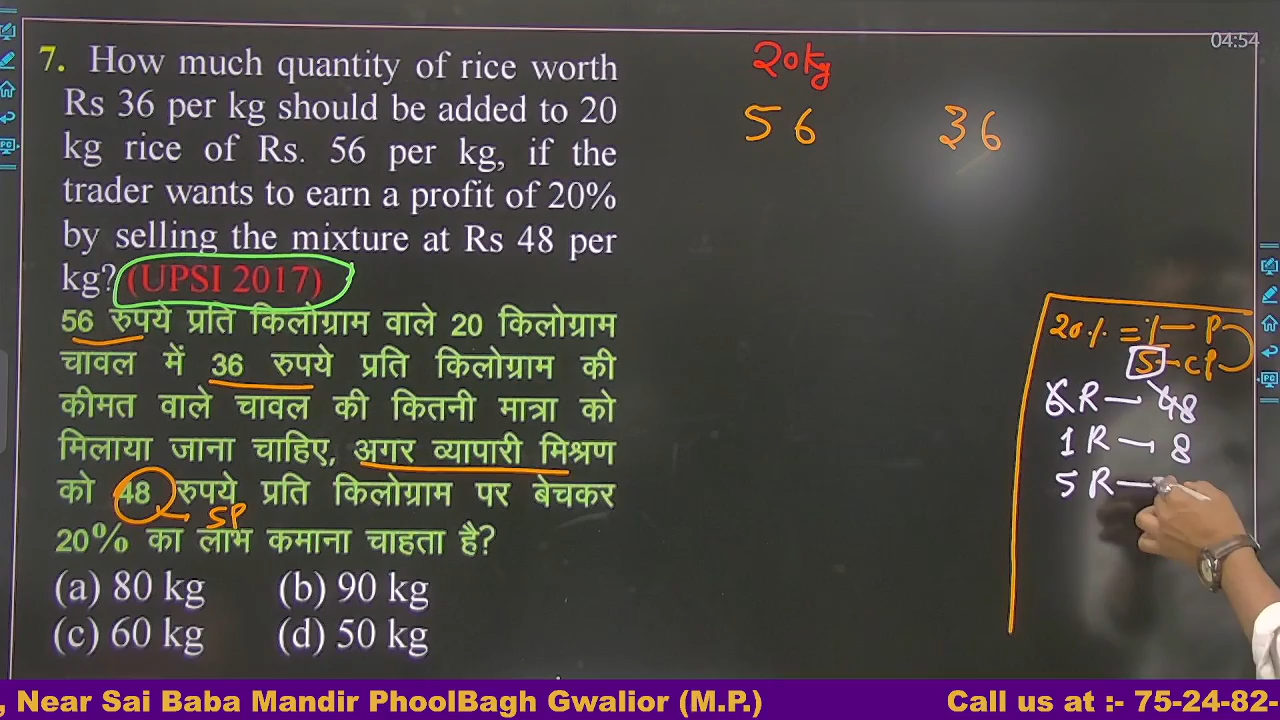 04:54
7. How much quantity of rice worth
Rs 36 per kg should be added to 20
kg rice of Rs. 56 per kg, if the
trader wants to earn a profit of 20%
by selling the mixture at Rs 48 per
kg? (UPSI 2017)
56 रुपये प्रति किलोग्राम वाले 20 किलोग्राम
चावल में 36 रुपये प्रति किलोग्राम की
कीमत वाले चावल की कितनी मात्रा को
मिलाया जाना चाहिए, अगर व्यापारी मिश्रण
को 48 रुपये प्रति किलोग्राम पर बेचकर
SP
20% का लाभ कमाना चाहता है?
(a) 80 kg (b) 90 kg
(c) 60 kg (d) 50 kg
20kg
56 36
20% = 1 — P
5 — CP
6 R — 48
1 R — 8
5 R —
, Near Sai Baba Mandir PhoolBagh Gwalior (M.P.) Call us at :- 75-24-82-